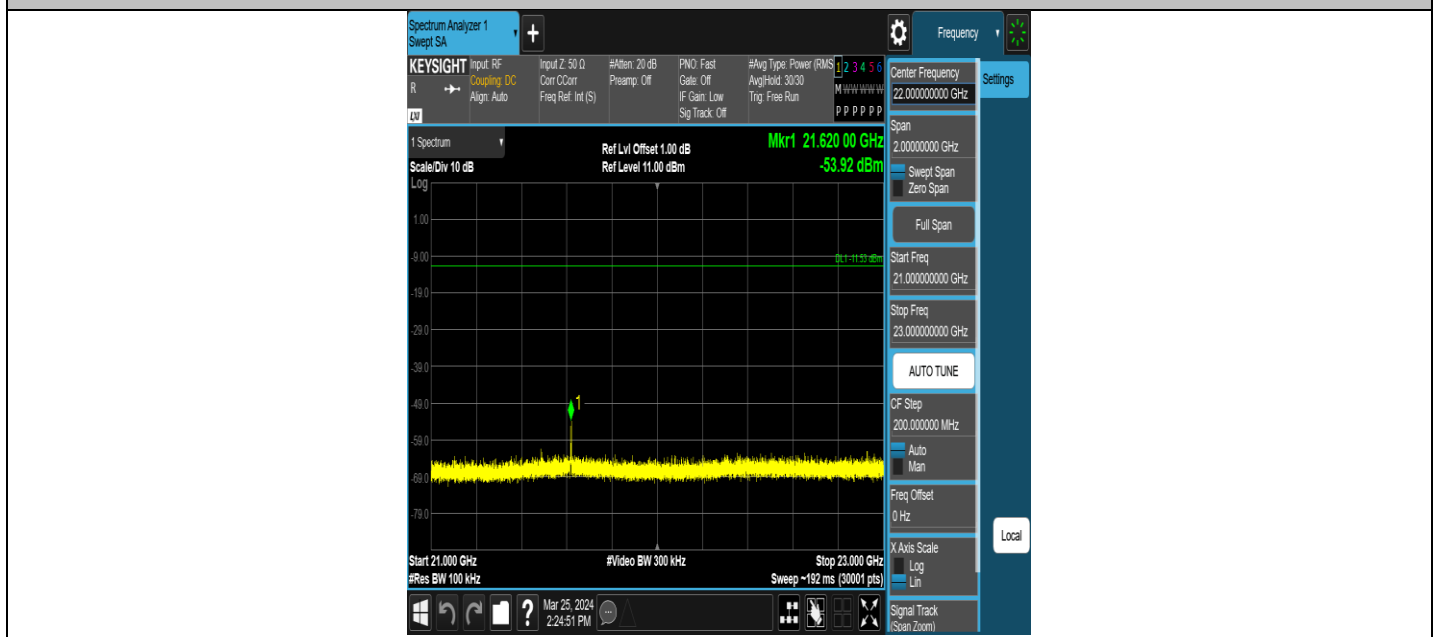 Spectrum Analyzer 1
Swept SA
+
Frequency
KEYSIGHT
R
LXI
Input: RF
Coupling: DC
Align: Auto
Input Z: 50 Ω
Corr CCorr
Freq Ref: Int (S)
#Atten: 20 dB
Preamp: Off
PNO: Fast
Gate: Off
IF Gain: Low
Sig Track: Off
#Avg Type: Power (RMS
Avg|Hold: 30/30
Trig: Free Run
1 2 3 4 5 6
M W W W W W
P P P P P P
Center Frequency
22.000000000 GHz
Settings
1 Spectrum
Scale/Div 10 dB
Ref Lvl Offset 1.00 dB
Ref Level 11.00 dBm
Mkr1 21.620 00 GHz
-53.92 dBm
Log
1.00
-9.00
-19.0
-29.0
-39.0
-49.0
-59.0
-69.0
-79.0
DL1 -11.53 dBm
1
Start 21.000 GHz
#Res BW 100 kHz
#Video BW 300 kHz
Stop 23.000 GHz
Sweep ~192 ms (30001 pts)
Span
2.00000000 GHz
Swept Span
Zero Span
Full Span
Start Freq
21.000000000 GHz
Stop Freq
23.000000000 GHz
AUTO TUNE
CF Step
200.000000 MHz
Auto
Man
Freq Offset
0 Hz
X Axis Scale
Log
Lin
Signal Track
(Span Zoom)
Local
?
Mar 25, 2024
2:24:51 PM